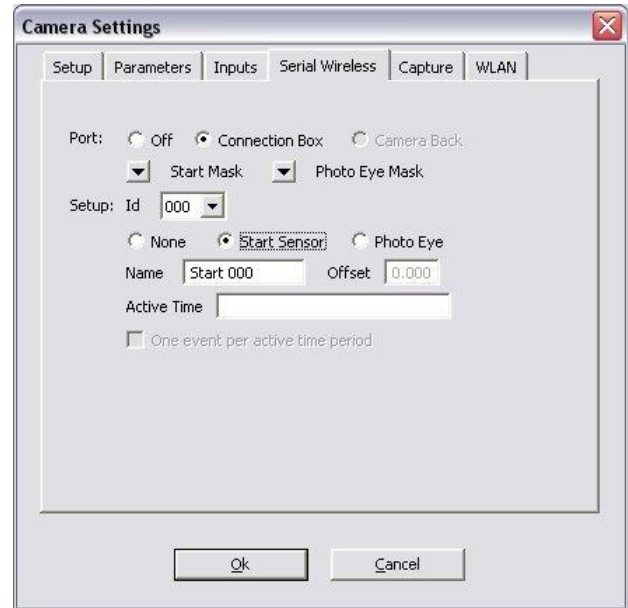 Camera Settings
Setup Parameters Inputs Serial Wireless Capture WLAN
Port: Off Connection Box Camera Back
Start Mask Photo Eye Mask
Setup: Id 000
None Start Sensor Photo Eye
Name Start 000 Offset 0.000
Active Time
One event per active time period
Ok Cancel